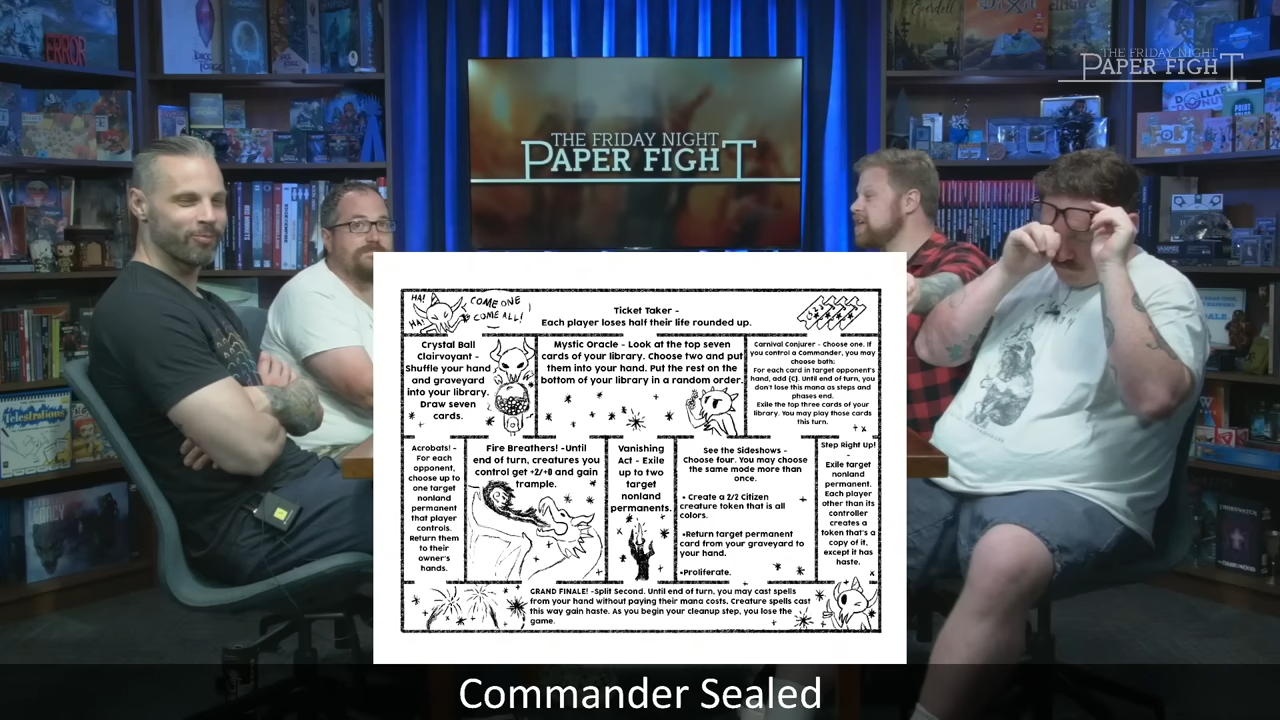 ERROR
THE FRIDAY NIGHT
PAPER FIGHT
THE FRIDAY NIGHT
PAPER FIGHT
HA!
HA!
COME ONE
COME ALL!
Ticket Taker -
Each player loses half their life rounded up.
Crystal Ball
Clairvoyant -
Shuffle your hand
and graveyard
into your library.
Draw seven
cards.
Mystic Oracle - Look at the top seven
cards of your library. Choose two and put
them into your hand. Put the rest on the
bottom of your library in a random order.
Carnival Conjurer - Choose one. If
you control a Commander, you may
choose both:
For each card in target opponent's
hand, add {C}. Until end of turn, you
don't lose this mana as steps and
phases end.
Exile the top three cards of your
library. You may play those cards
this turn.
Acrobats! -
For each
opponent,
choose up to
one target
nonland
permanent
that player
controls.
Return them
to their
owner's
hands.
Fire Breathers! -Until
end of turn, creatures you
control get +2/+0 and gain
trample.
Vanishing
Act - Exile
up to two
target
nonland
permanents.
See the Sideshows -
Choose four. You may choose
the same mode more than
once.
• Create a 2/2 Citizen
creature token that is all
colors.
•Return target permanent
card from your graveyard to
your hand.
•Proliferate.
Step Right Up!
-
Exile target
nonland
permanent.
Each player
other than its
controller
creates a
token that's a
copy of it,
except it has
haste.
GRAND FINALE! -Split Second. Until end of turn, you may cast spells
from your hand without paying their mana costs. Creature spells cast
this way gain haste. As you begin your cleanup step, you lose the
game.
Telestrations
Commander Sealed